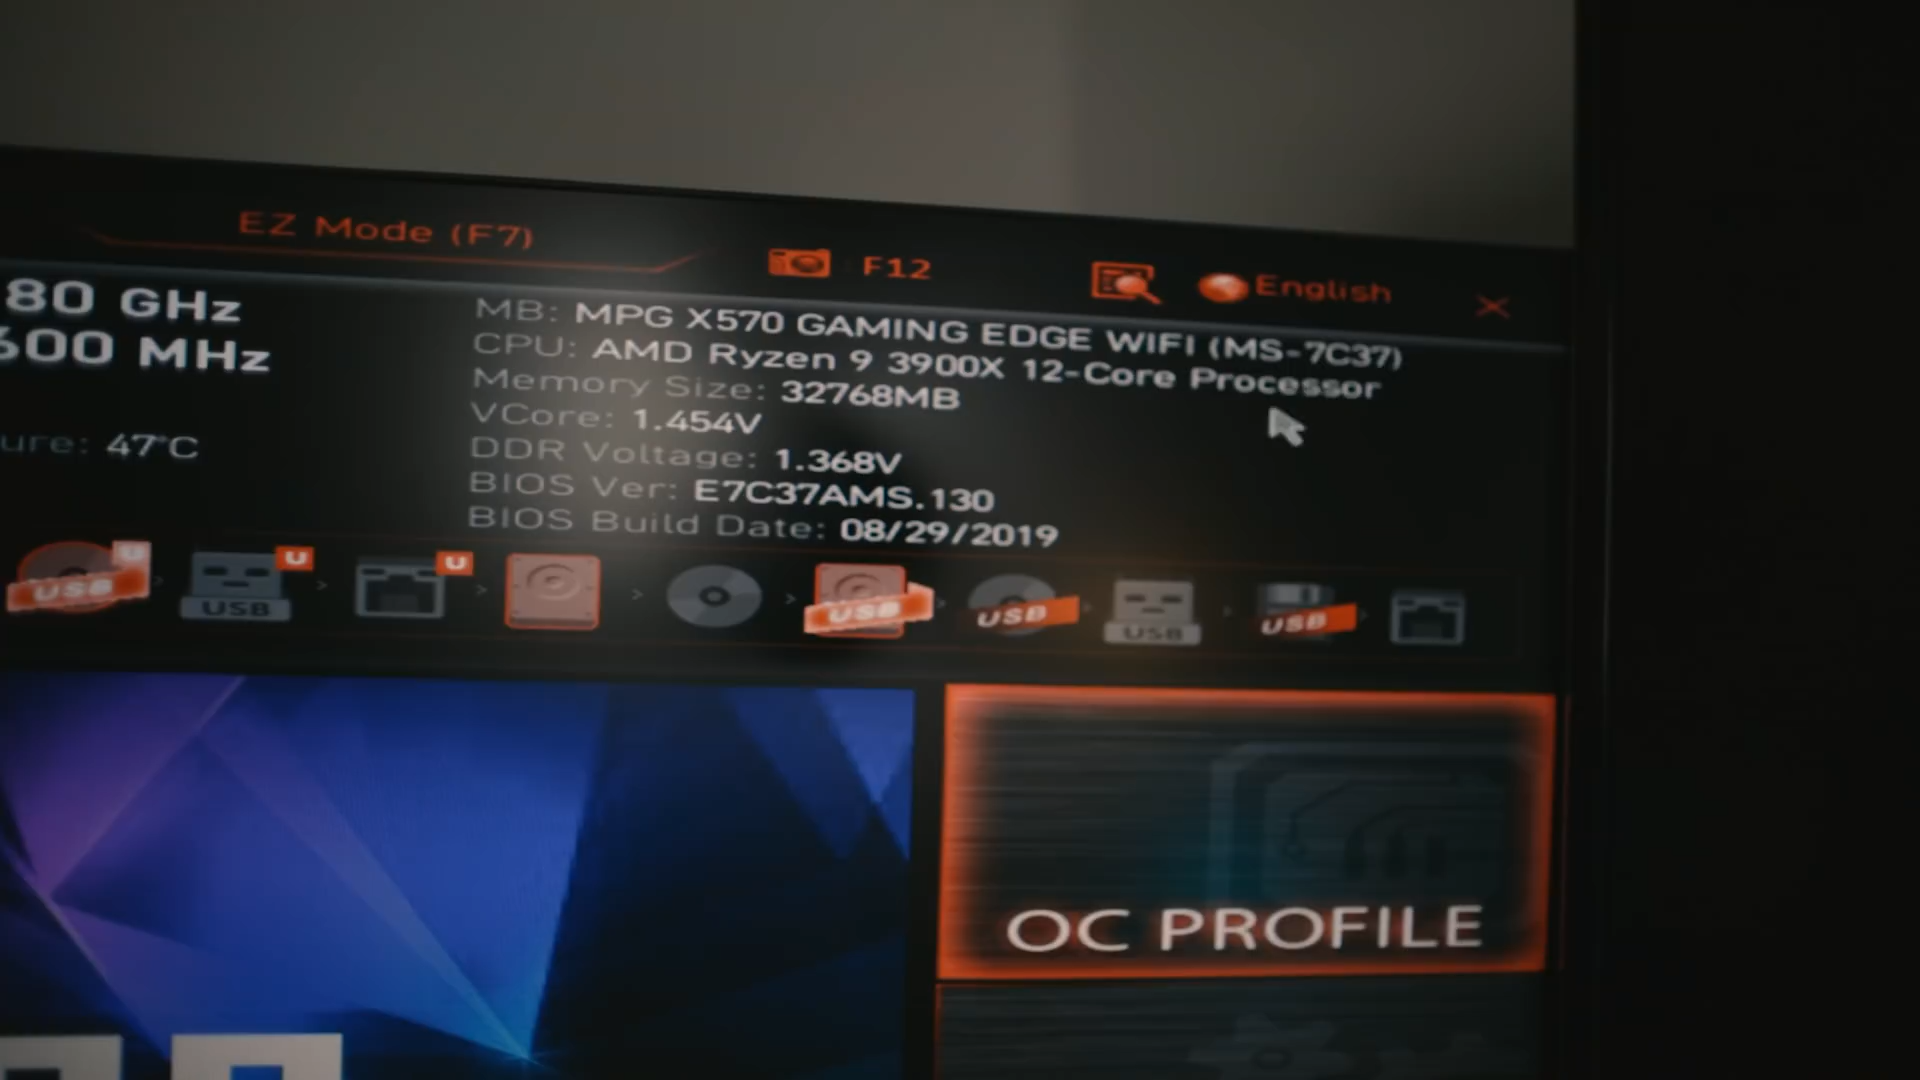 EZ Mode (F7)
F12
English
80 GHz
600 MHz
MB: MPG X570 GAMING EDGE WIFI (MS-7C37)
CPU: AMD Ryzen 9 3900X 12-Core Processor
Memory Size: 32768MB
VCore: 1.454V
ure: 47°C
DDR Voltage: 1.368V
BIOS Ver: E7C37AMS.130
BIOS Build Date: 08/29/2019
U U U
USB USB USB USB USB USB
OC PROFILE